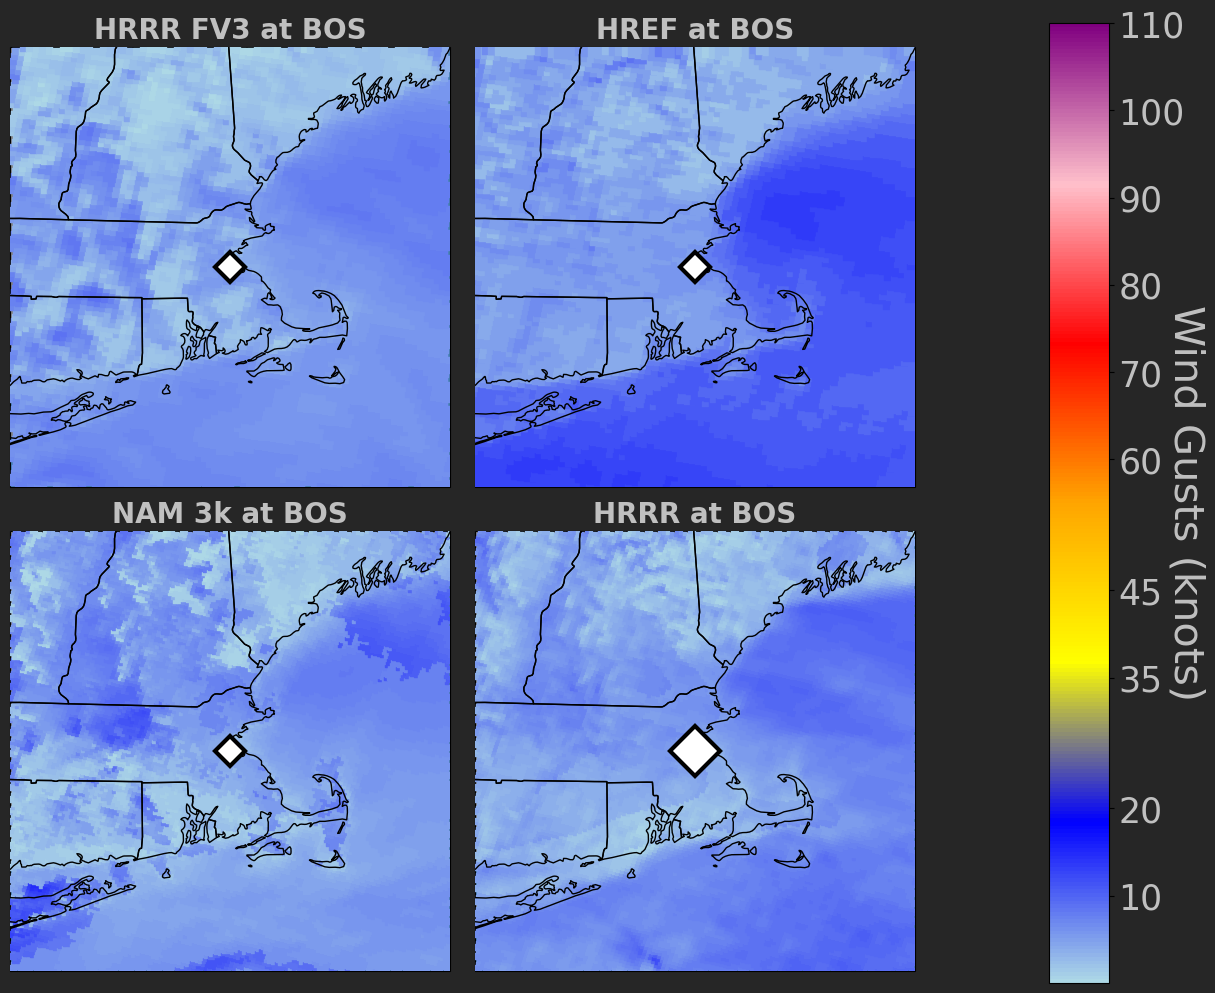 HRRR FV3 at BOS
HREF at BOS
NAM 3k at BOS
HRRR at BOS
110
100
90
80
70
60
45
35
20
10
Wind Gusts (knots)